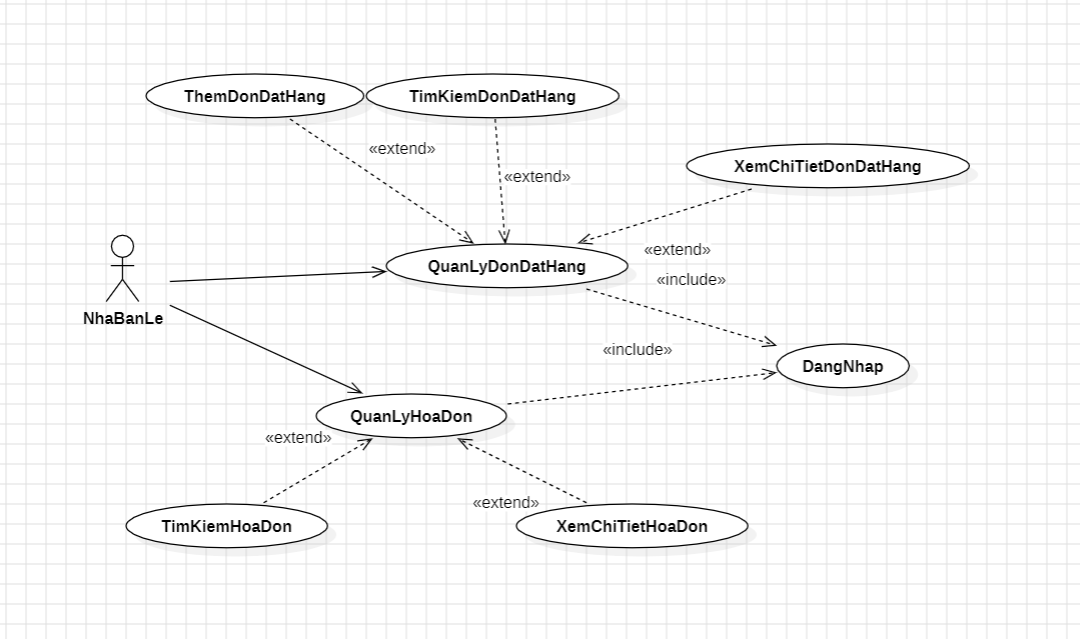 ThemDonDatHang
TimKiemDonDatHang
«extend»
XemChiTietDonDatHang
«extend»
«extend»
QuanLyDonDatHang
«include»
NhaBanLe
«include»
DangNhap
QuanLyHoaDon
«extend»
«extend»
TimKiemHoaDon
XemChiTietHoaDon